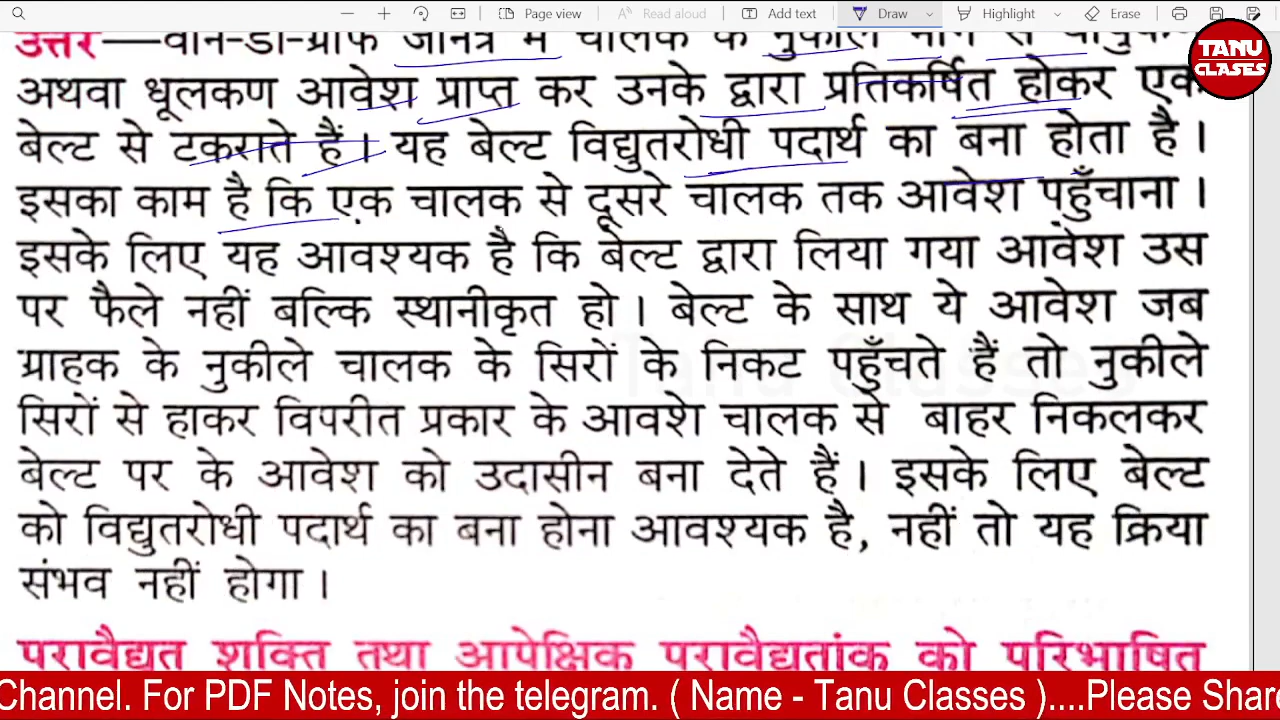 Page view
Read aloud
Add text
Draw
Highlight
Erase
TANU
CLASSES
उत्तर—वान-डी-ग्राफ जनित्र में चालक के नुकीले भाग से
अथवा धूलकण आवेश प्राप्त कर उनके द्वारा प्रतिकर्षित होकर एक
बेल्ट से टकराते हैं। यह बेल्ट विद्युतरोधी पदार्थ का बना होता है।
इसका काम है कि एक चालक से दूसरे चालक तक आवेश पहुँचाना।
इसके लिए यह आवश्यक है कि बेल्ट द्वारा लिया गया आवेश उस
पर फैले नहीं बल्कि स्थानीकृत हो। बेल्ट के साथ ये आवेश जब
ग्राहक के नुकीले चालक के सिरों के निकट पहुँचते हैं तो नुकीले
सिरों से हाकर विपरीत प्रकार के आवशे चालक से बाहर निकलकर
बेल्ट पर के आवेश को उदासीन बना देते हैं। इसके लिए बेल्ट
को विद्युतरोधी पदार्थ का बना होना आवश्यक है, नहीं तो यह क्रिया
संभव नहीं होगा।
परावैद्युत शक्ति तथा आपेक्षिक परावैद्युतांक को परिभाषित
Channel. For PDF Notes, join the telegram. ( Name - Tanu Classes )....Please Share